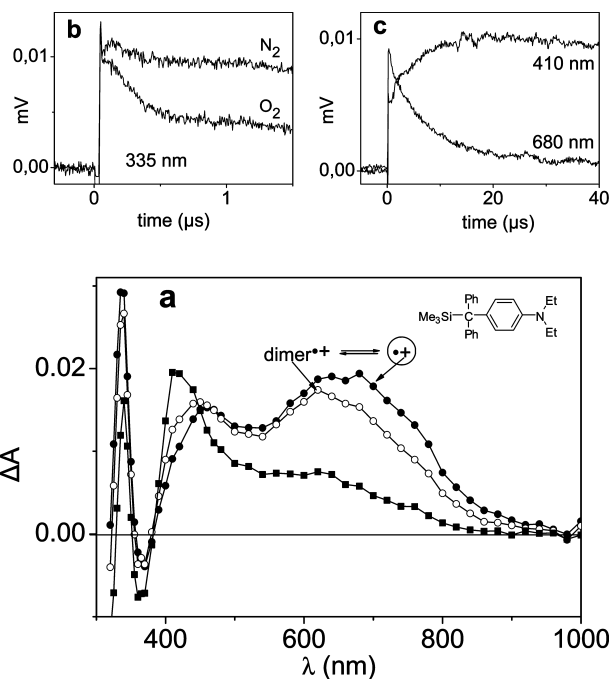 b
0,01
N2
O2
mV
0,00
335 nm
0
1
time (μs)
c
0,01
410 nm
mV
680 nm
0,00
0
20
40
time (μs)
a
Ph
Me3Si—C
N
Et
Et
Ph
dimer•+
•+
0.02
ΔA
0.00
400
600
800
1000
λ (nm)